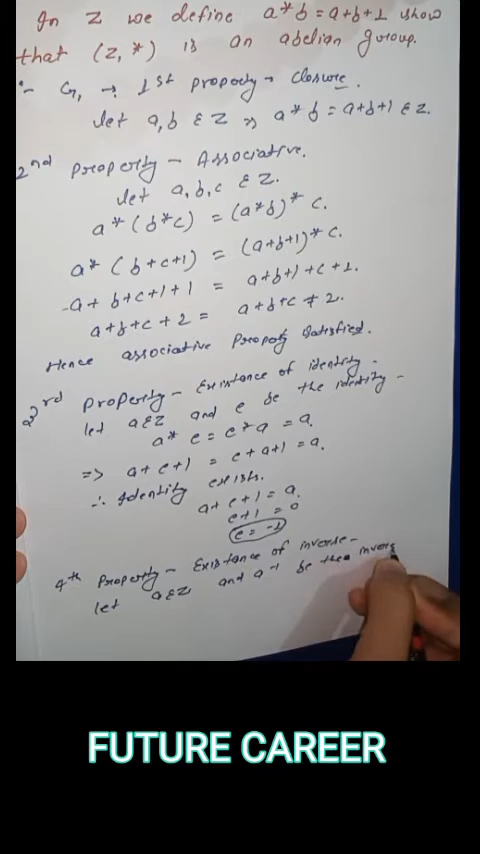 In Z we define a*b = a+b+1 show
that (Z, *) is an abelian group.
:- G, → 1st property → Closure.
let a, b ε Z ⇒ a * b = a+b+1 ε Z.
2nd Property - Associative.
let a, b, c ε Z.
a* (b*c) = (a*b)* c.
a* (b+c+1) = (a+b+1)* c.
a+ b+c+1+1 = a+b+1+c+1.
a+b+c+2 = a+b+c+2.
Hence associative Property Satisfied.
3rd Property - Existance of identity -
let aεZ and e be the identity -
a* e = e*a = a.
=> a+e+1 = e+a+1 = a.
∴ Identity exists.
a+e+1 = a.
e+1 = 0
e = -1
4th Property - Existance of inverse -
let aεZ and a-1 be the invers
FUTURE CAREER